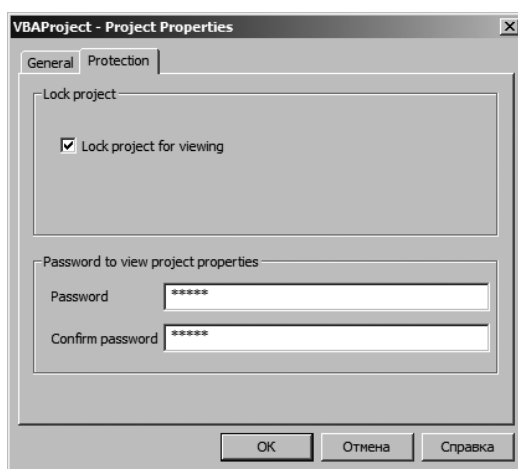 VBAProject - Project Properties
General Protection
Lock project
Lock project for viewing
Password to view project properties
Password *****
Confirm password *****
OK Отмена Справка